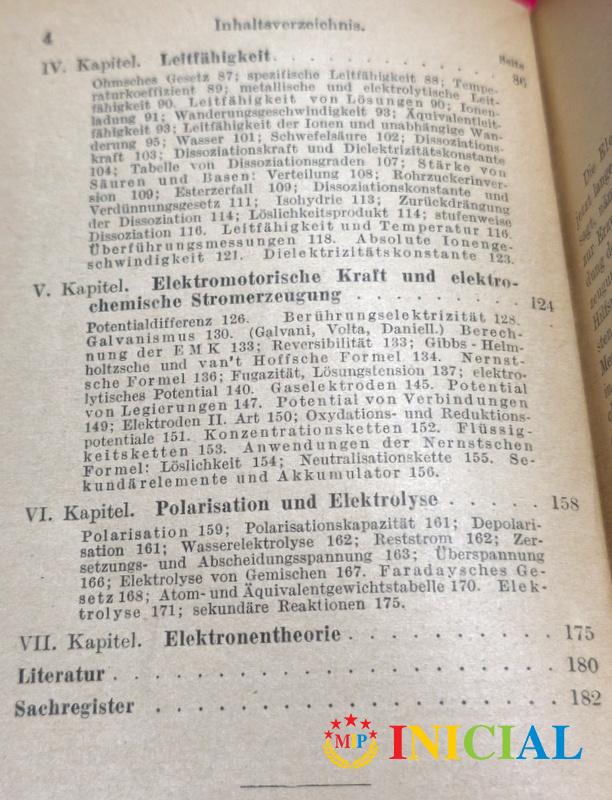 4
Inhaltsverzeichnis.
Seite
IV. Kapitel. Leitfähigkeit . . . . . . . . . . 86
Ohmsches Gesetz 87; spezifische Leitfähigkeit 88; Tempe-
raturkoeffizient 89; metallische und elektrolytische Leit-
fähigkeit 90. Leitfähigkeit von Lösungen 90; Ionen-
ladung 91; Wanderungsgeschwindigkeit 93; Äquivalentleit-
fähigkeit 93; Leitfähigkeit der Ionen und unabhängige Wan-
derung 95; Wasser 101; Schwefelsäure 102; Dissoziations-
kraft 103; Dissoziationskraft und Dielektrizitätskonstante
104; Tabelle von Dissoziationsgraden 107; Stärke von
Säuren und Basen: Verteilung 108; Rohrzuckerinver-
sion 109; Esterzerfall 109; Dissoziationskonstante und
Verdünnungsgesetz 111; Isohydrie 113; Zurückdrängung
der Dissoziation 114; Löslichkeitsprodukt 114; stufenweise
Dissoziation 116. Leitfähigkeit und Temperatur 116.
Überführungsmessungen 118. Absolute Ionenge-
schwindigkeit 121. Dielektrizitätskonstante 123.
V. Kapitel. Elektromotorische Kraft und elektro-
chemische Stromerzeugung . . . . . . . . . 124
Potentialdifferenz 126. Berührungselektrizität 128.
Galvanismus 130. (Galvani, Volta, Daniell.) Berech-
nung der EMK 133; Reversibilität 133; Gibbs-Helm-
holtzsche und van't Hoffsche Formel 134. Nernst-
sche Formel 136; Fugazität, Lösungstension 137; elektro-
lytisches Potential 140. Gaselektroden 145. Potential
von Legierungen 147. Potential von Verbindungen
149; Elektroden II. Art 150; Oxydations- und Reduktions-
potentiale 151. Konzentrationsketten 152. Flüssig-
keitsketten 153. Anwendungen der Nernstschen
Formel: Löslichkeit 154; Neutralisationskette 155. Se-
kundärelemente und Akkumulator 156.
VI. Kapitel. Polarisation und Elektrolyse . . . . . 158
Polarisation 159; Polarisationskapazität 161; Depolari-
sation 161; Wasserelektrolyse 162; Reststrom 162; Zer-
setzungs- und Abscheidungsspannung 163; Überspannung
166; Elektrolyse von Gemischen 167. Faradaysches Ge-
setz 168; Atom- und Äquivalentgewichtstabelle 170. Elek-
trolyse 171; sekundäre Reaktionen 175.
VII. Kapitel. Elektronentheorie . . . . . . . . . . 175
Literatur . . . . . . . . . . . . . . . . . . 180
Sachregister . . . . . . . . . . . . . . . . 182
MP INICIAL